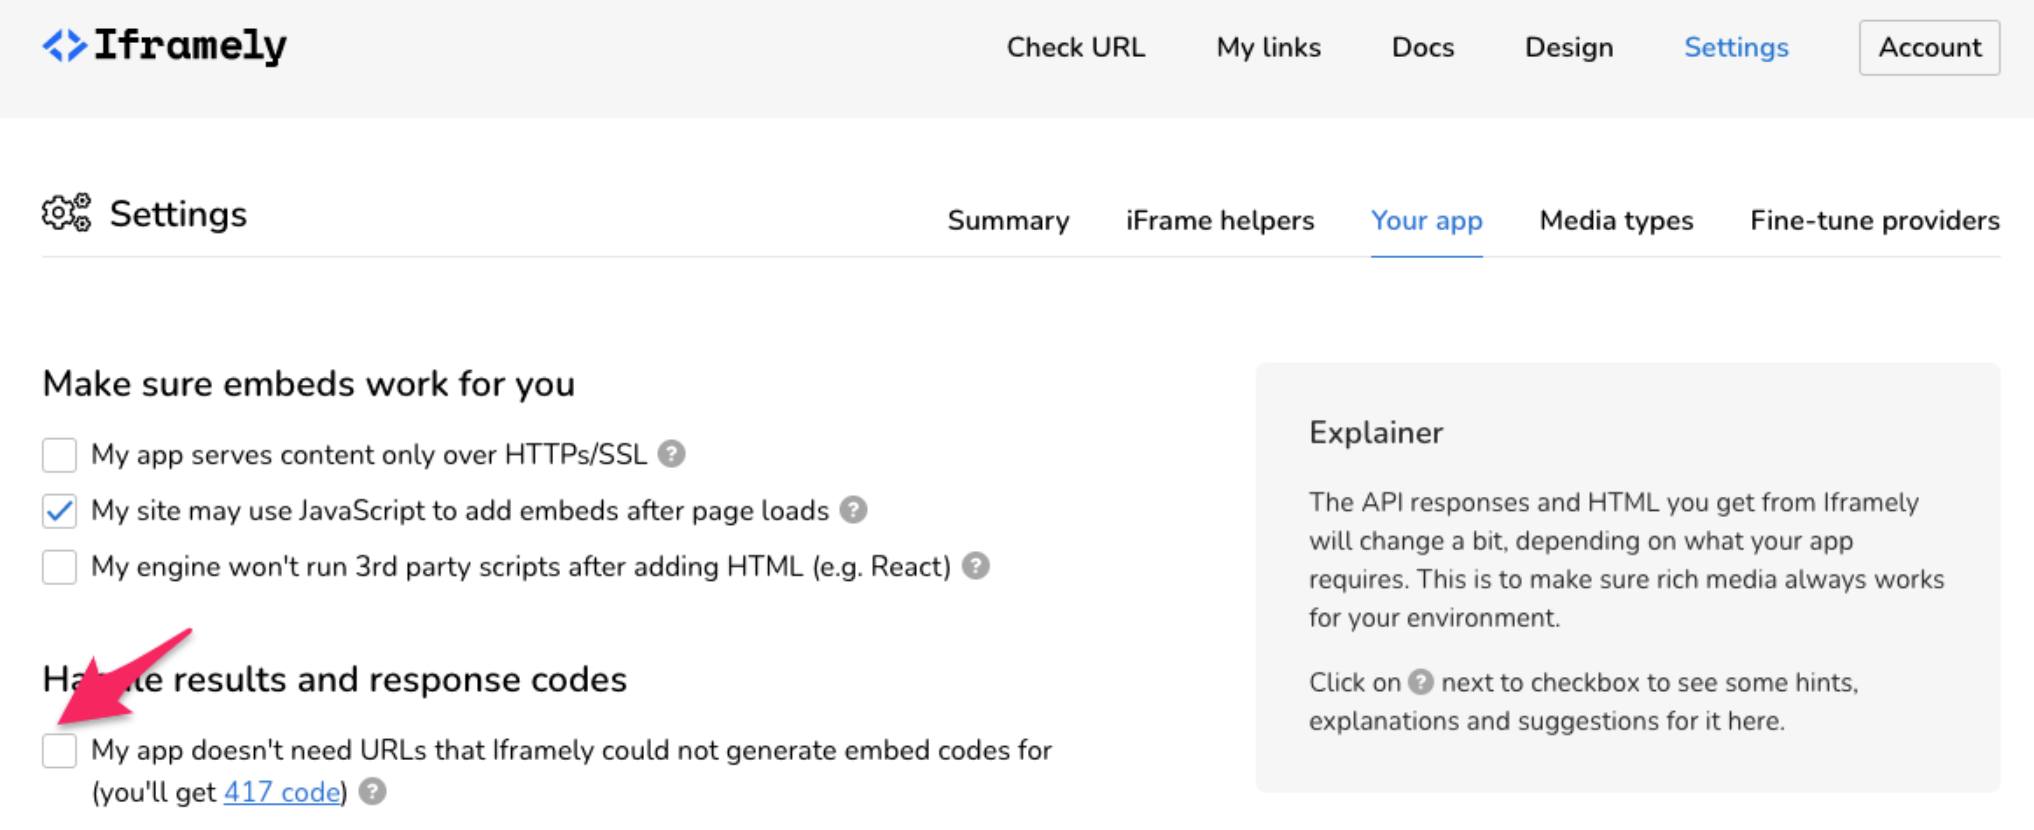 Iframely
Check URL
My links
Docs
Design
Settings
Account
Settings
Summary
iFrame helpers
Your app
Media types
Fine-tune providers
Make sure embeds work for you
My app serves content only over HTTPs/SSL ?
My site may use JavaScript to add embeds after page loads ?
My engine won't run 3rd party scripts after adding HTML (e.g. React) ?
results and response codes
My app doesn't need URLs that Iframely could not generate embed codes for
(you'll get 417 code) ?
Explainer
The API responses and HTML you get from Iframely
will change a bit, depending on what your app
requires. This is to make sure rich media always works
for your environment.
Click on ? next to checkbox to see some hints,
explanations and suggestions for it here.